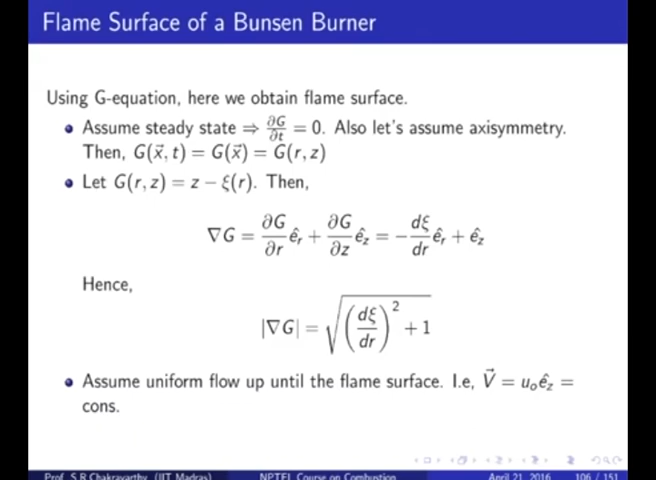 Flame Surface of a Bunsen Burner
Using G-equation, here we obtain flame surface.
Assume steady state ⇒ ∂G/∂t = 0. Also let's assume axisymmetry.
Then, G(x⃗, t) = G(x⃗) = G(r, z)
Let G(r, z) = z − ξ(r). Then,
∇G = ∂G/∂r ê_r + ∂G/∂z ê_z = − dξ/dr ê_r + ê_z
Hence,
|∇G| = √((dξ/dr)² + 1)
Assume uniform flow up until the flame surface. I.e, V⃗ = u_o ê_z =
cons.
Prof. S.R Chakravarthy (IIT Madras) NPTEL Course on Combustion April 21, 2016 106 / 151